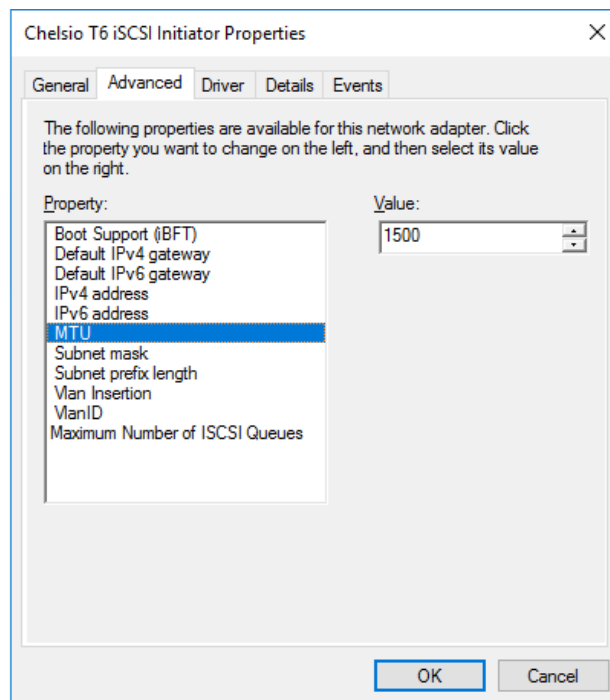 Chelsio T6 iSCSI Initiator Properties
General Advanced Driver Details Events
The following properties are available for this network adapter. Click
the property you want to change on the left, and then select its value
on the right.
Property: Value:
Boot Support (iBFT) 1500
Default IPv4 gateway
Default IPv6 gateway
IPv4 address
IPv6 address
MTU
Subnet mask
Subnet prefix length
Vlan Insertion
VlanID
Maximum Number of ISCSI Queues
OK Cancel